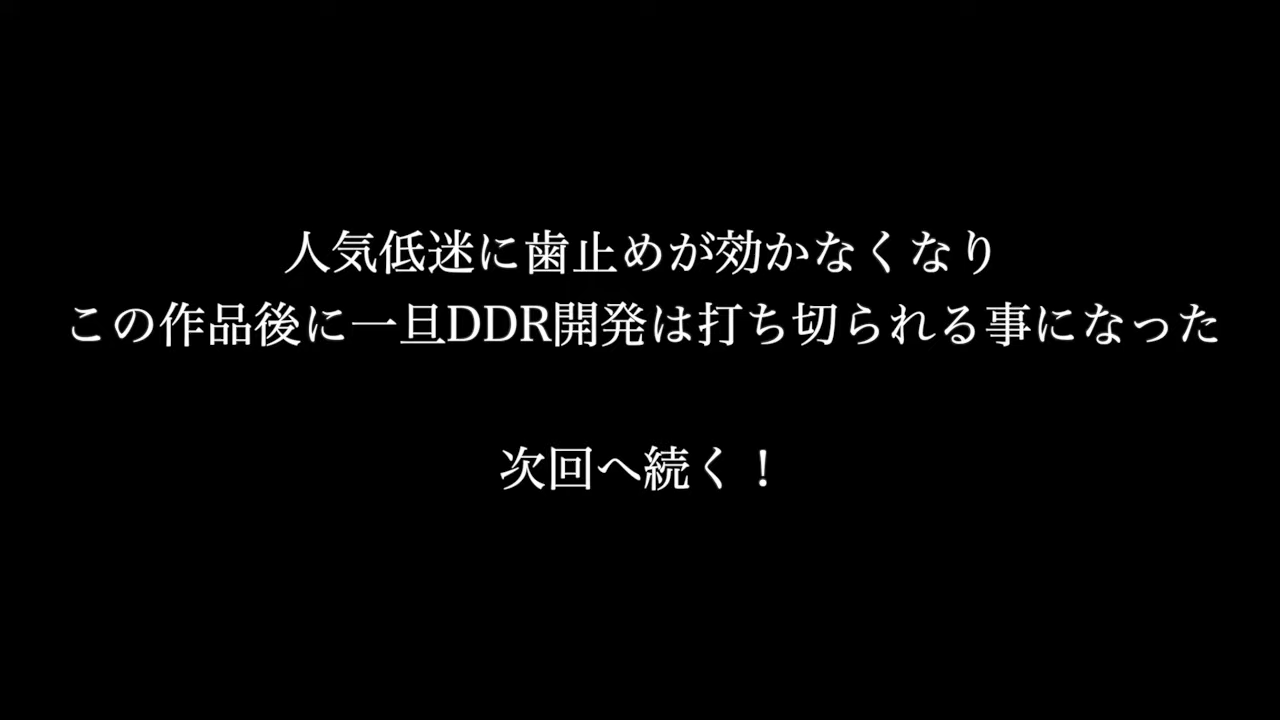 人気低迷に歯止めが効かなくなり
この作品後に一旦DDR開発は打ち切られる事になった
次回へ続く！